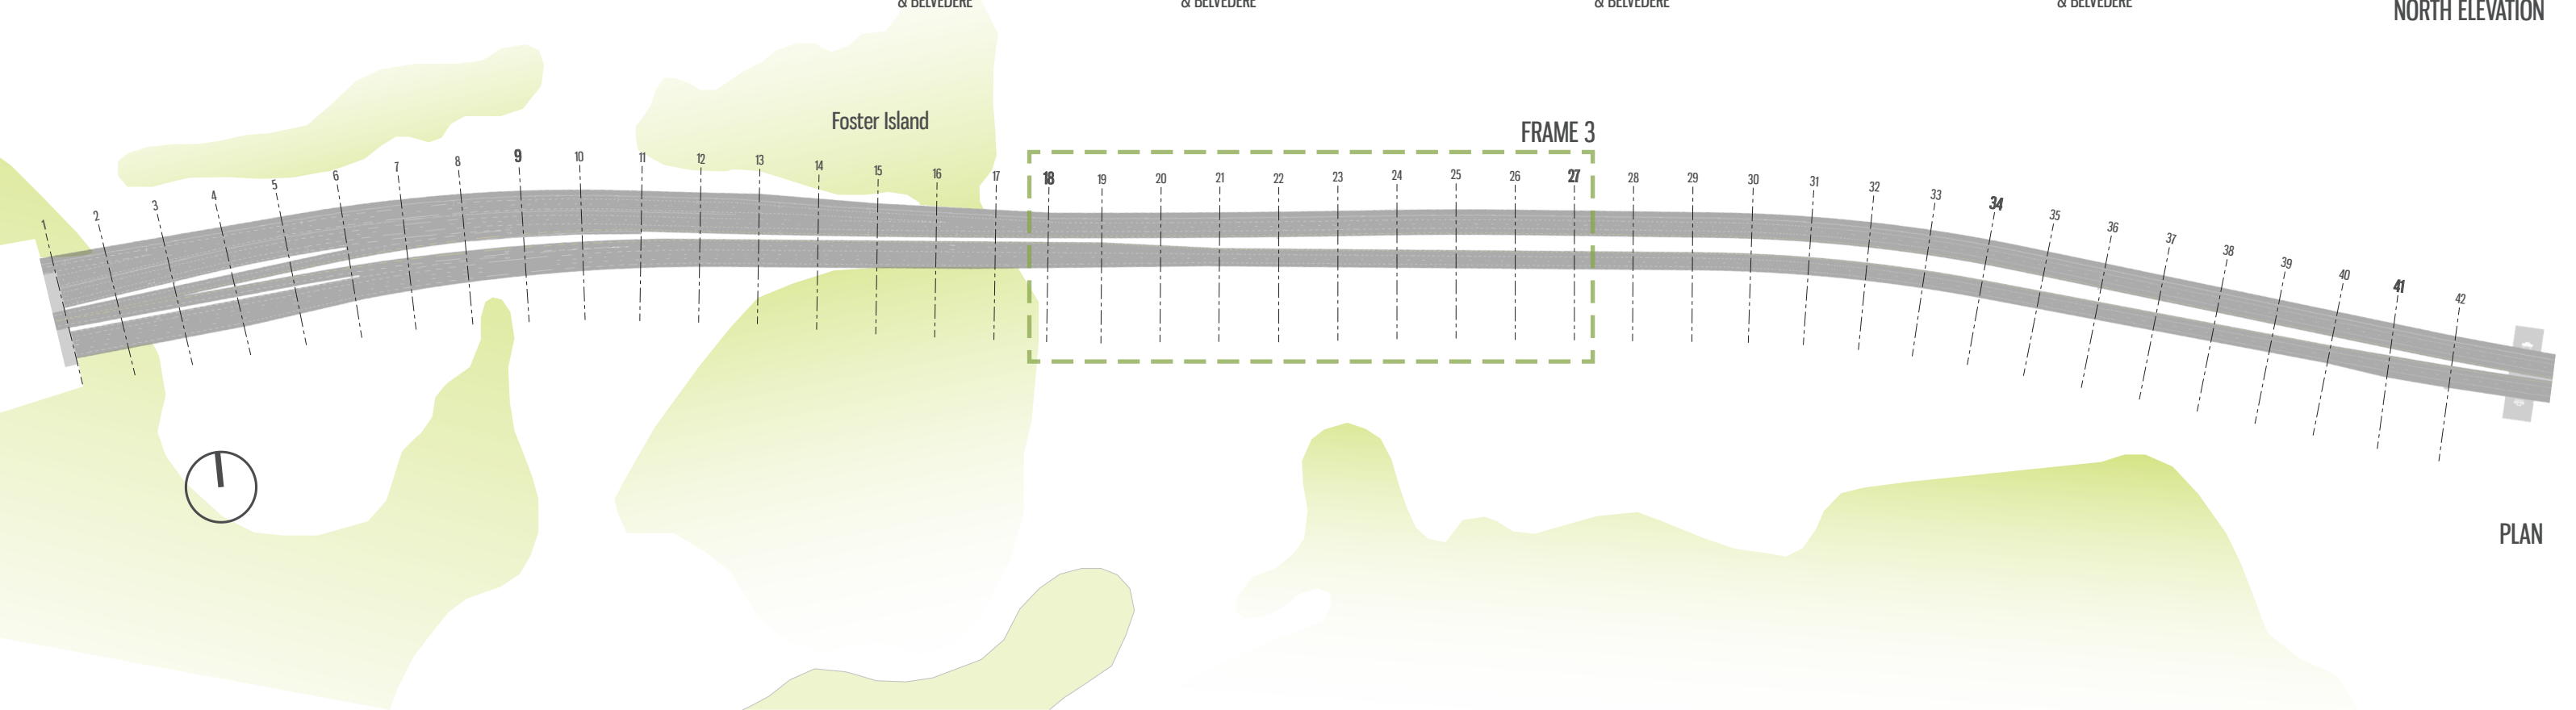 & BELVEDERE
& BELVEDERE
& BELVEDERE
& BELVEDERE
NORTH ELEVATION
Foster Island
FRAME 3
1 2 3 4 5 6 7 8 9 10 11 12 13 14 15 16 17 18 19 20 21 22 23 24 25 26 27 28 29 30 31 32 33 34 35 36 37 38 39 40 41 42
PLAN